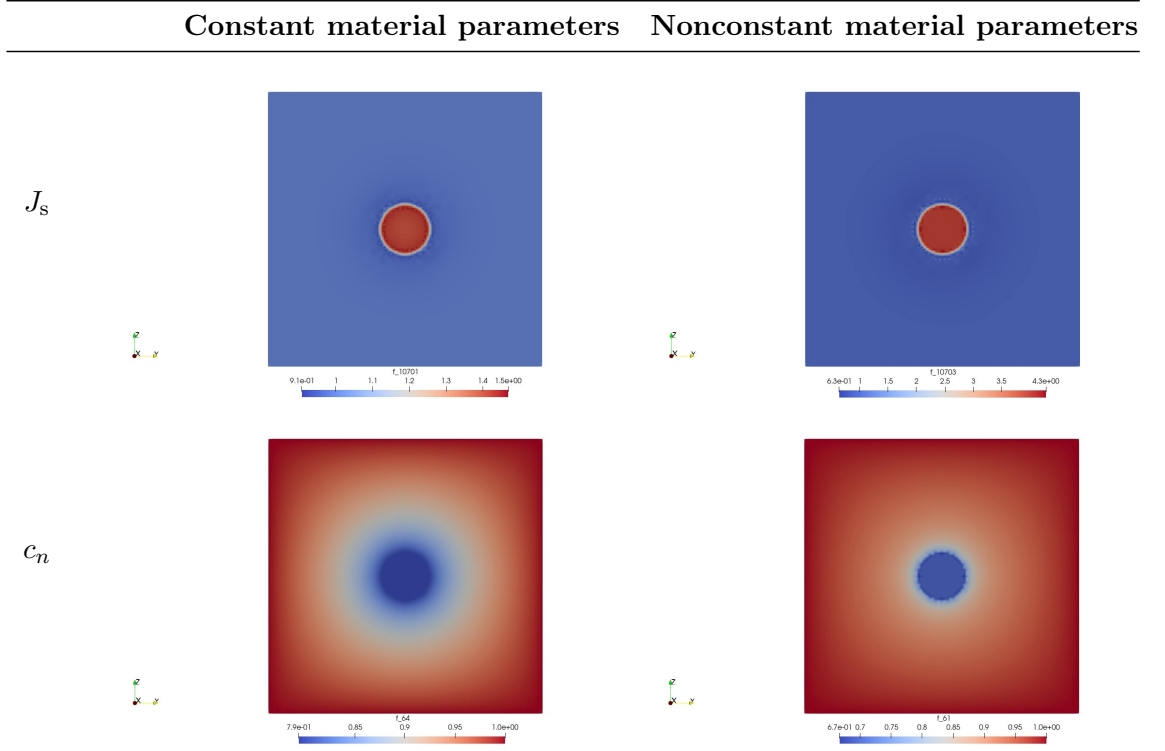 Constant material parameters Nonconstant material parameters
J_s
Z
X Y
Z
X Y
f_10701
9.1e-01 1 1.1 1.2 1.3 1.4 1.5e+00
f_10703
6.3e-01 1 1.5 2 2.5 3 3.5 4.3e+00
c_n
Z
X Y
Z
X Y
f_64
7.9e-01 0.85 0.9 0.95 1.0e+00
f_61
6.7e-01 0.7 0.75 0.8 0.85 0.9 0.95 1.0e+00